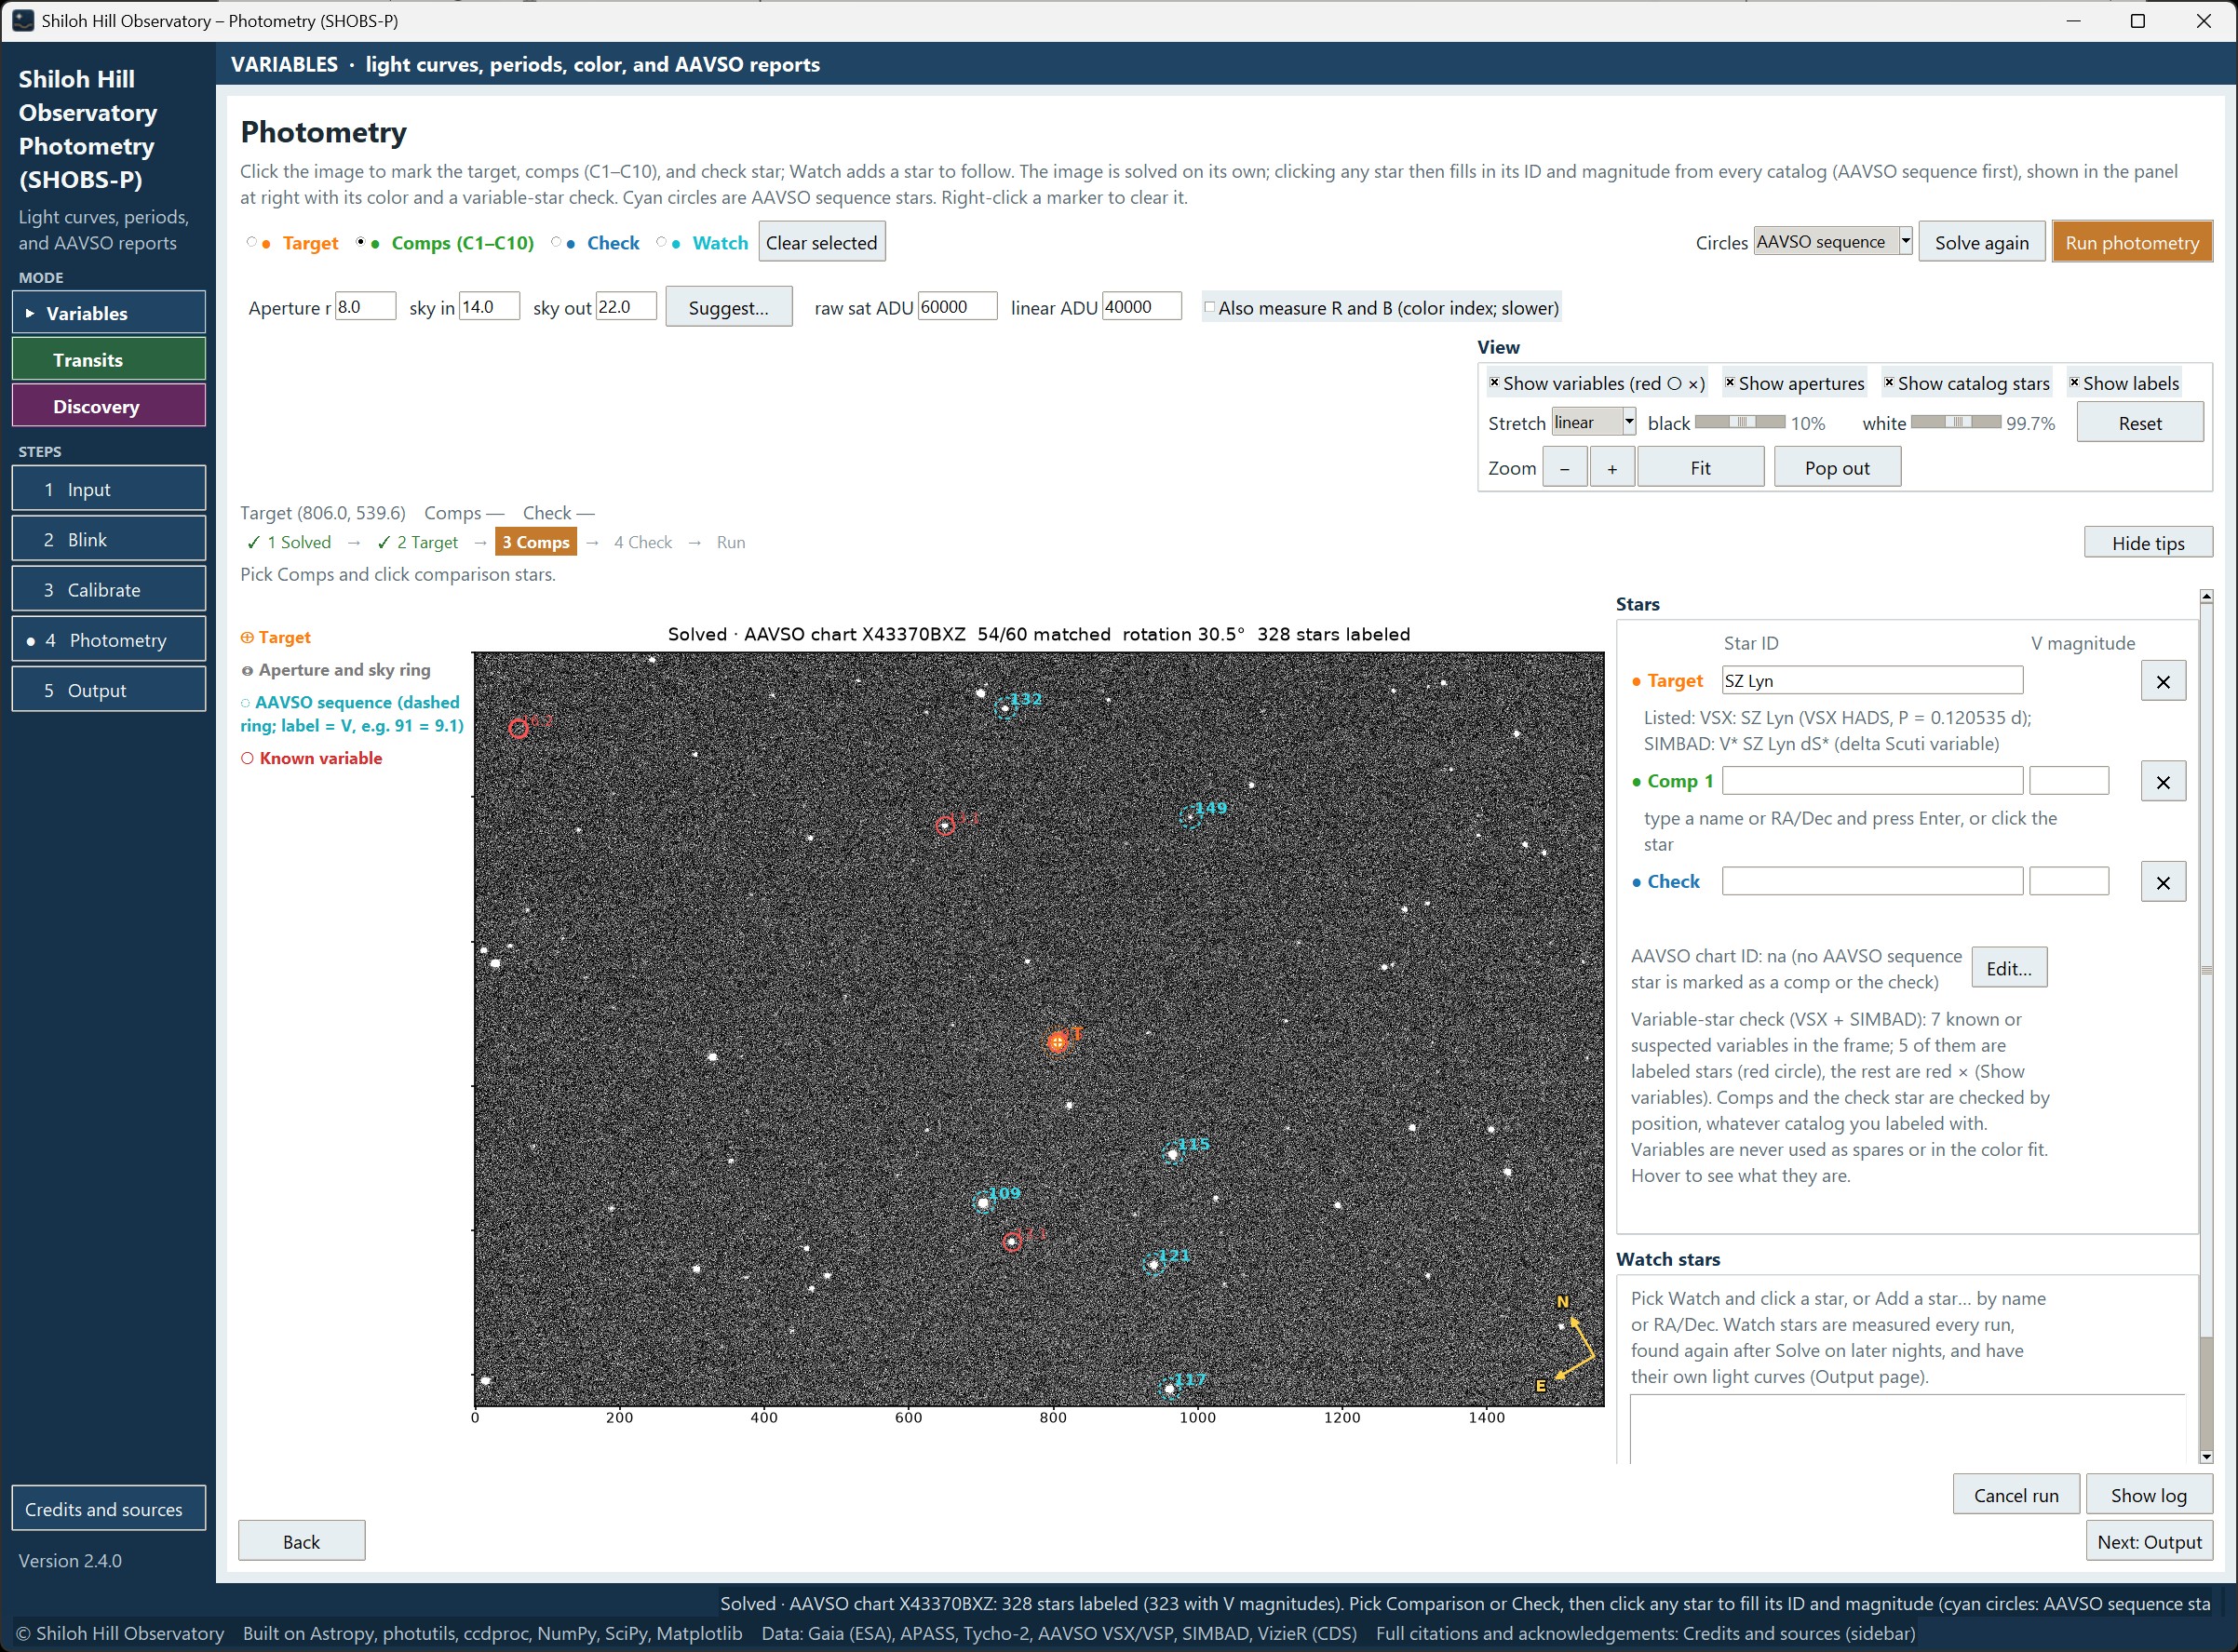 Shiloh Hill Observatory – Photometry (SHOBS-P)
Shiloh Hill
Observatory
Photometry
(SHOBS-P)
Light curves, periods,
and AAVSO reports
MODE
Variables
Transits
Discovery
STEPS
1 Input
2 Blink
3 Calibrate
4 Photometry
5 Output
Credits and sources
Version 2.4.0
VARIABLES · light curves, periods, color, and AAVSO reports
Photometry
Click the image to mark the target, comps (C1–C10), and check star; Watch adds a star to follow. The image is solved on its own; clicking any star then fills in its ID and magnitude from every catalog (AAVSO sequence first), shown in the panel
at right with its color and a variable-star check. Cyan circles are AAVSO sequence stars. Right-click a marker to clear it.
Target Comps (C1–C10) Check Watch Clear selected
Circles AAVSO sequence Solve again Run photometry
Aperture r 8.0 sky in 14.0 sky out 22.0 Suggest... raw sat ADU 60000 linear ADU 40000 Also measure R and B (color index; slower)
View
Show variables (red ○ ×) Show apertures Show catalog stars Show labels
Stretch linear black 10% white 99.7% Reset
Zoom − + Fit Pop out
Target (806.0, 539.6) Comps — Check —
✓ 1 Solved → ✓ 2 Target → 3 Comps → 4 Check → Run
Hide tips
Pick Comps and click comparison stars.
Target
Aperture and sky ring
AAVSO sequence (dashed
ring; label = V, e.g. 91 = 9.1)
Known variable
Solved · AAVSO chart X43370BXZ 54/60 matched rotation 30.5° 328 stars labeled
132
149
T
115
109
121
117
N
E
0 200 400 600 800 1000 1200 1400
Stars
Star ID V magnitude
Target SZ Lyn ×
Listed: VSX: SZ Lyn (VSX HADS, P = 0.120535 d);
SIMBAD: V* SZ Lyn dS* (delta Scuti variable)
Comp 1 ×
type a name or RA/Dec and press Enter, or click the
star
Check ×
AAVSO chart ID: na (no AAVSO sequence
star is marked as a comp or the check)
Edit...
Variable-star check (VSX + SIMBAD): 7 known or
suspected variables in the frame; 5 of them are
labeled stars (red circle), the rest are red × (Show
variables). Comps and the check star are checked by
position, whatever catalog you labeled with.
Variables are never used as spares or in the color fit.
Hover to see what they are.
Watch stars
Pick Watch and click a star, or Add a star... by name
or RA/Dec. Watch stars are measured every run,
found again after Solve on later nights, and have
their own light curves (Output page).
Cancel run Show log
Back Next: Output
Solved · AAVSO chart X43370BXZ: 328 stars labeled (323 with V magnitudes). Pick Comparison or Check, then click any star to fill its ID and magnitude (cyan circles: AAVSO sequence sta
© Shiloh Hill Observatory Built on Astropy, photutils, ccdproc, NumPy, SciPy, Matplotlib Data: Gaia (ESA), APASS, Tycho-2, AAVSO VSX/VSP, SIMBAD, VizieR (CDS) Full citations and acknowledgements: Credits and sources (sidebar)